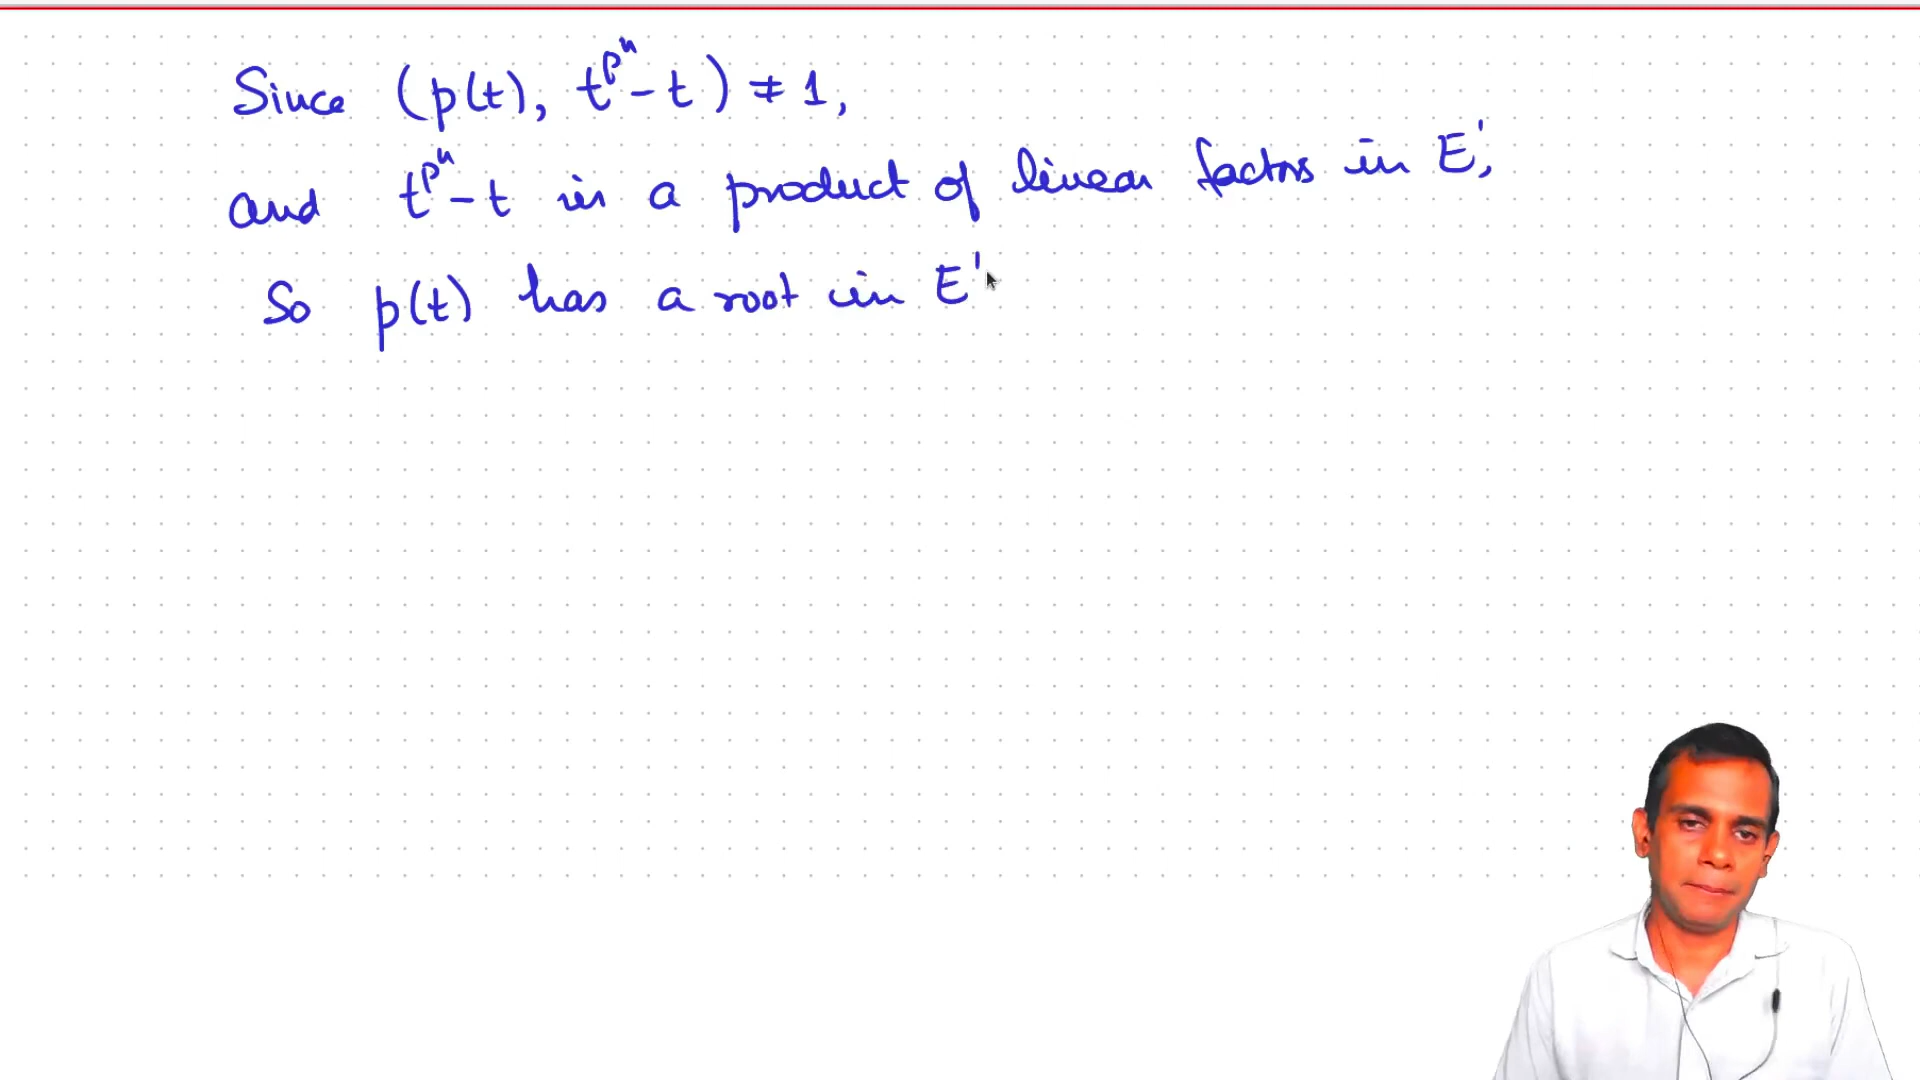 Since (p(t), t^{p^n} - t) ≠ 1,
and t^{p^n} - t is a product of linear factors in E',
So p(t) has a root in E'